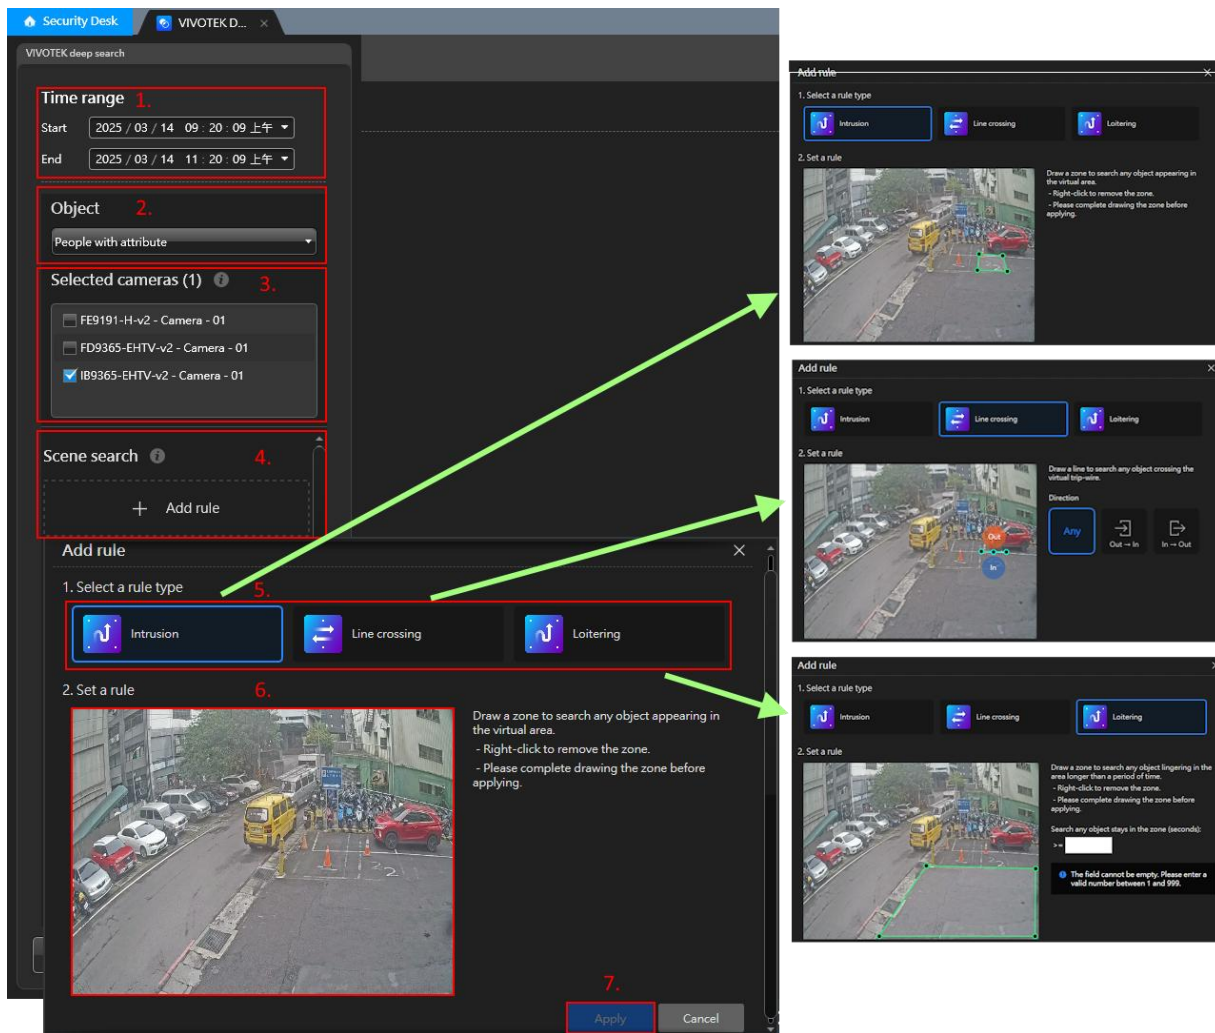 Security Desk
VIVOTEK D... ×
VIVOTEK deep search
Time range 1.
Start 2025 / 03 / 14 09 : 20 : 09 上午
End 2025 / 03 / 14 11 : 20 : 09 上午
Object 2.
People with attribute
Selected cameras (1) i 3.
FE9191-H-v2 - Camera - 01
FD9365-EHTV-v2 - Camera - 01
IB9365-EHTV-v2 - Camera - 01
Scene search i 4.
+ Add rule
Add rule ×
1. Select a rule type 5.
Intrusion
Line crossing
Loitering
2. Set a rule 6.
Draw a zone to search any object appearing in
the virtual area.
- Right-click to remove the zone.
- Please complete drawing the zone before
applying.
2
7.
Apply
Cancel
Add rule ×
1. Select a rule type
Intrusion
Line crossing
Loitering
2. Set a rule
Draw a zone to search any object appearing in
the virtual area.
- Right-click to remove the zone.
- Please complete drawing the zone before
applying.
Add rule ×
1. Select a rule type
Intrusion
Line crossing
Loitering
2. Set a rule
Draw a line to search any object crossing the
virtual trip-wire.
Direction
Any
Out → In
In → Out
Out
In
Add rule
1. Select a rule type
Intrusion
Line crossing
Loitering
2. Set a rule
Draw a zone to search any object lingering in the
area longer than a period of time.
- Right-click to remove the zone.
- Please complete drawing the zone before
applying.
Search any object stays in the zone (seconds):
>=
The field cannot be empty. Please enter a
valid number between 1 and 999.